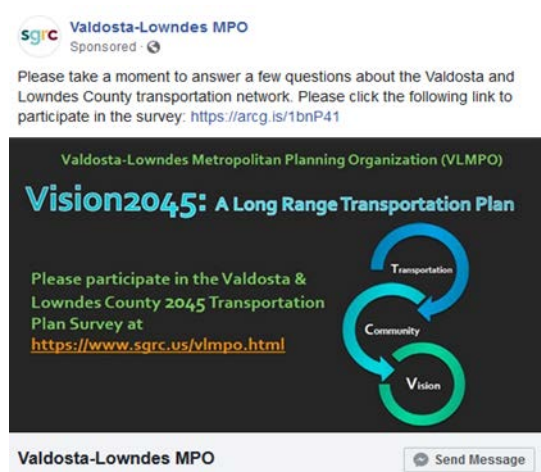 sgrc
Valdosta-Lowndes MPO
Sponsored ·
Please take a moment to answer a few questions about the Valdosta and
Lowndes County transportation network. Please click the following link to
participate in the survey: https://arcg.is/1bnP41
Valdosta-Lowndes Metropolitan Planning Organization (VLMPO)
Vision2045: A Long Range Transportation Plan
Please participate in the Valdosta &
Lowndes County 2045 Transportation
Plan Survey at
https://www.sgrc.us/vlmpo.html
Transportation
Community
Vision
Valdosta-Lowndes MPO
Send Message